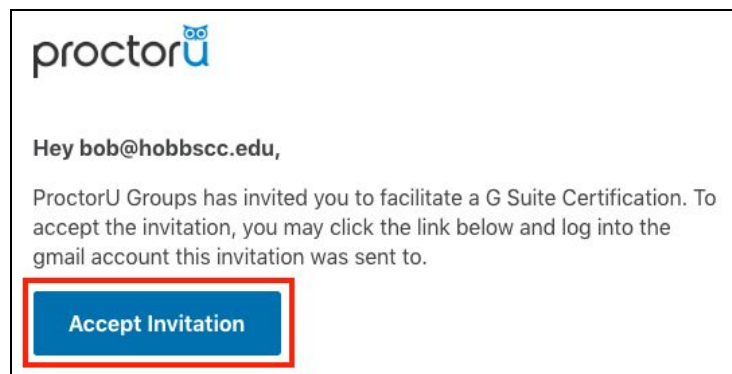 proctorü
Hey bob@hobbscc.edu,
ProctorU Groups has invited you to facilitate a G Suite Certification. To
accept the invitation, you may click the link below and log into the
gmail account this invitation was sent to.
Accept Invitation